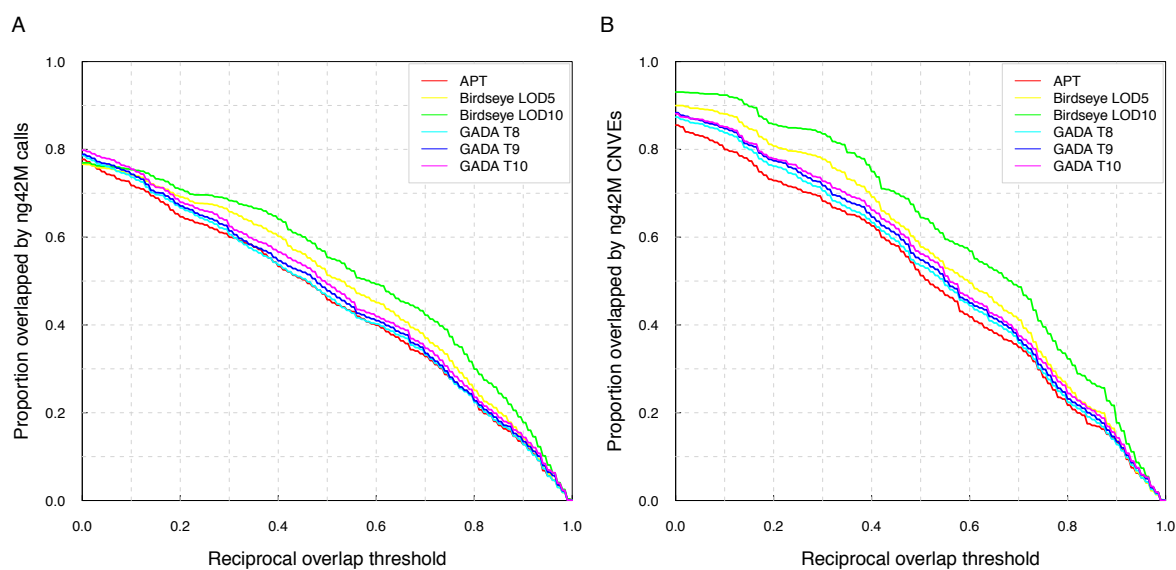 A
Proportion overlapped by ng42M calls
1.0
0.8
0.6
0.4
0.2
0.0
APT
Birdseye LOD5
Birdseye LOD10
GADA T8
GADA T9
GADA T10
0.0 0.2 0.4 0.6 0.8 1.0
Reciprocal overlap threshold
B
Proportion overlapped by ng42M CNVEs
1.0
0.8
0.6
0.4
0.2
0.0
APT
Birdseye LOD5
Birdseye LOD10
GADA T8
GADA T9
GADA T10
0.0 0.2 0.4 0.6 0.8 1.0
Reciprocal overlap threshold